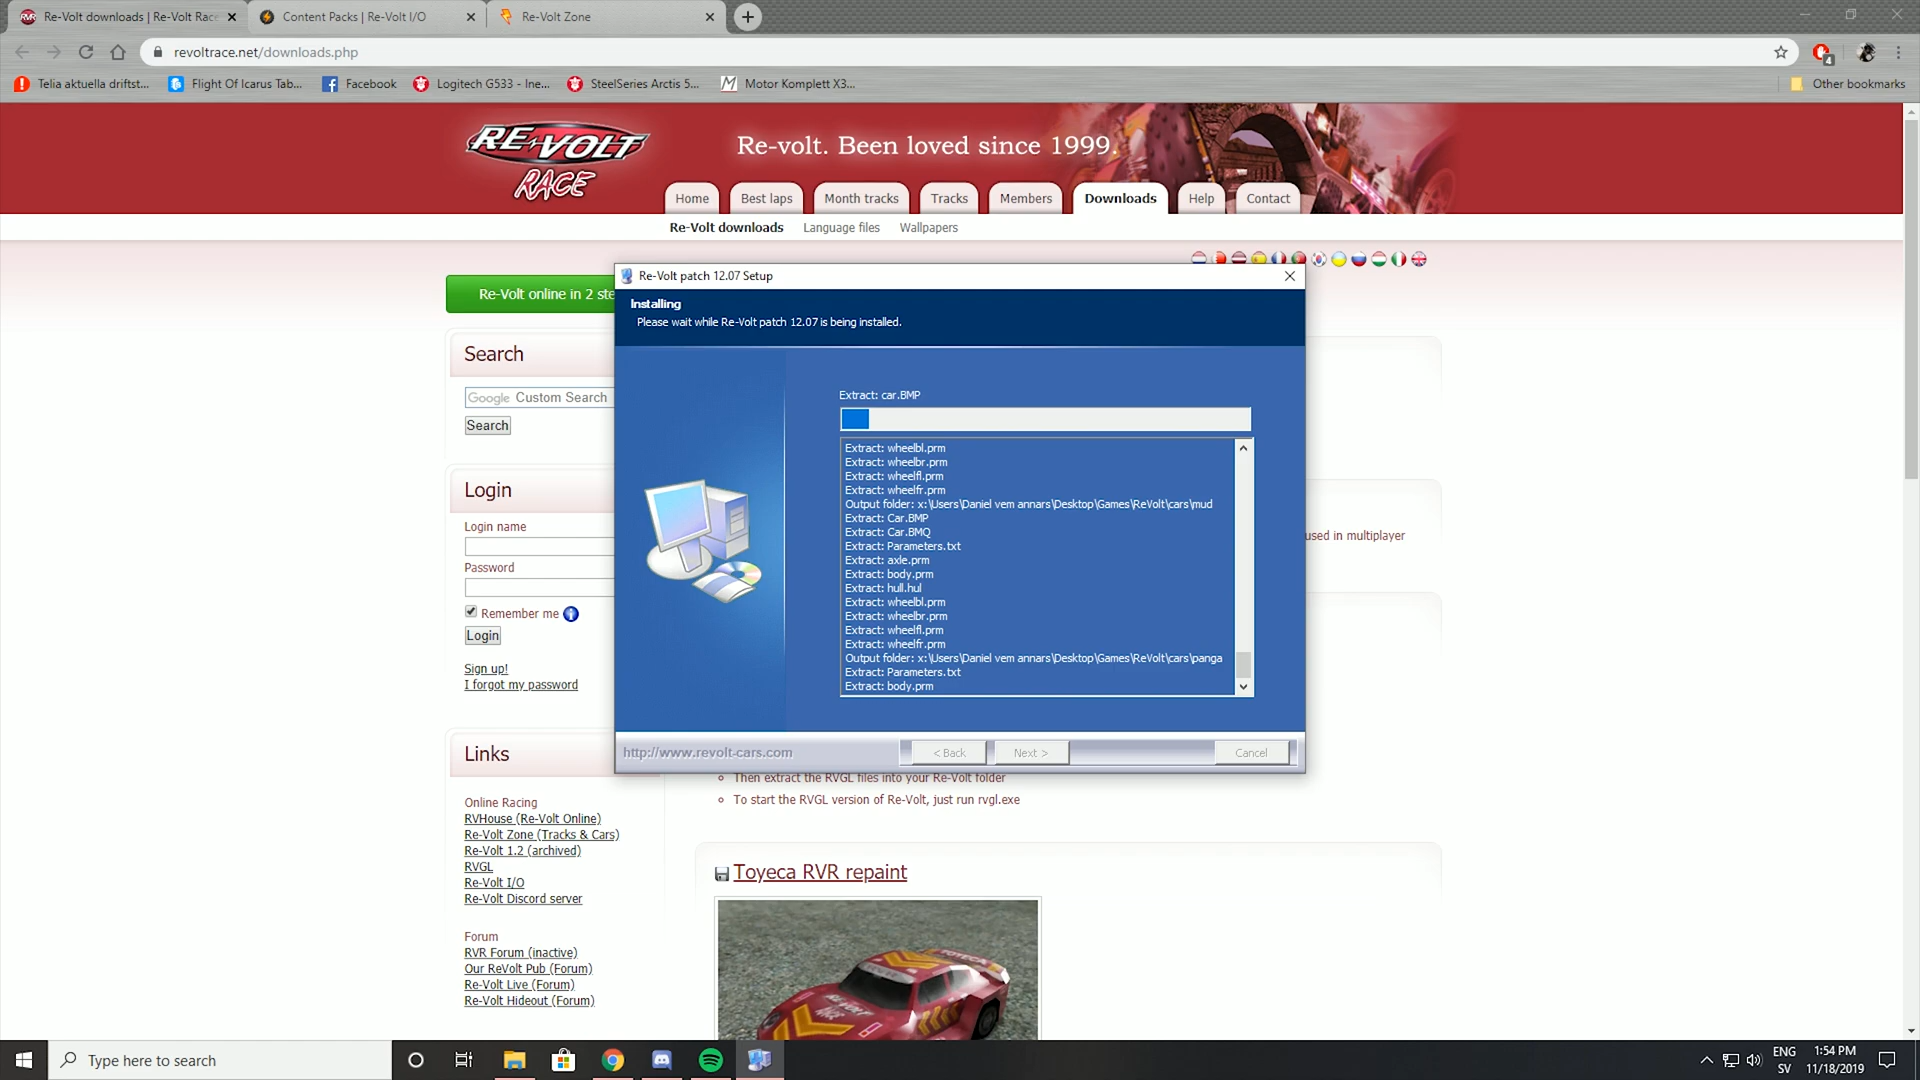 Re-Volt downloads | Re-Volt Race
Content Packs | Re-Volt I/O
Re-Volt Zone
revoltrace.net/downloads.php
4
Telia aktuella driftst...
Flight Of Icarus Tab...
Facebook
Logitech G533 - Ine...
SteelSeries Arctis 5...
Motor Komplett X3...
Other bookmarks
RE-VOLT
RACE
Re-volt. Been loved since 1999.
Home
Best laps
Month tracks
Tracks
Members
Downloads
Help
Contact
Re-Volt downloads
Language files
Wallpapers
Re-Volt online in 2 ste
Search
Google Custom Search
Search
Login
Login name
Password
Remember me
Login
Sign up!
I forgot my password
Links
Online Racing
RVHouse (Re-Volt Online)
Re-Volt Zone (Tracks & Cars)
Re-Volt 1.2 (archived)
RVGL
Re-Volt I/O
Re-Volt Discord server
Forum
RVR Forum (inactive)
Our ReVolt Pub (Forum)
Re-Volt Live (Forum)
Re-Volt Hideout (Forum)
Re-Volt patch 12.07 Setup
Installing
Please wait while Re-Volt patch 12.07 is being installed.
Extract: car.BMP
Extract: wheelbl.prm
Extract: wheelbr.prm
Extract: wheelfl.prm
Extract: wheelfr.prm
Output folder: x:\Users\Daniel vem annars\Desktop\Games\ReVolt\cars\mud
Extract: Car.BMP
Extract: Car.BMQ
Extract: Parameters.txt
Extract: axle.prm
Extract: body.prm
Extract: hull.hul
Extract: wheelbl.prm
Extract: wheelbr.prm
Extract: wheelfl.prm
Extract: wheelfr.prm
Output folder: x:\Users\Daniel vem annars\Desktop\Games\ReVolt\cars\panga
Extract: Parameters.txt
Extract: body.prm
http://www.revolt-cars.com
< Back
Next >
Cancel
used in multiplayer
Then extract the RVGL files into your Re-Volt folder
To start the RVGL version of Re-Volt, just run rvgl.exe
Toyeca RVR repaint
TOYECA
RE-VOLT
Type here to search
ENG
SV
1:54 PM
11/18/2019